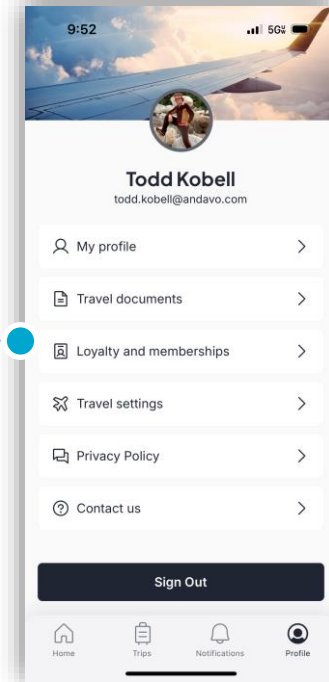 9:52
5G
Todd Kobell
todd.kobell@andavo.com
My profile
Travel documents
Loyalty and memberships
Travel settings
Privacy Policy
Contact us
Sign Out
Home Trips Notifications Profile